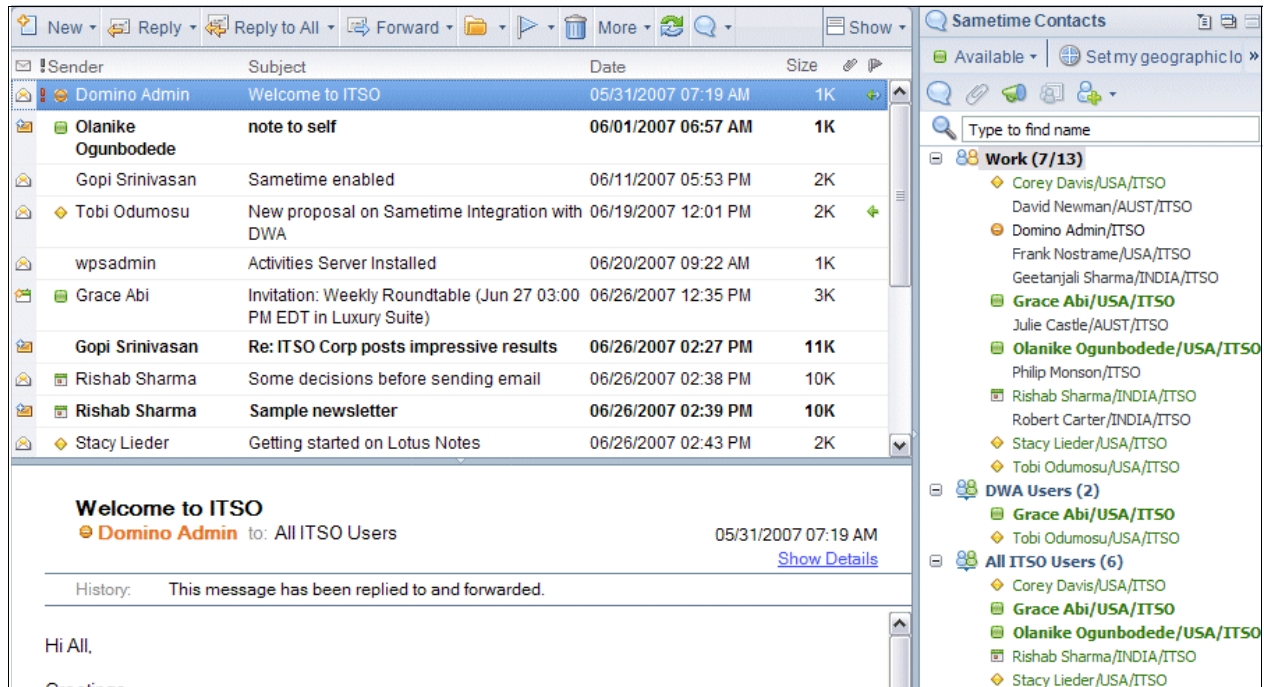 New Reply Reply to All Forward More Show
! Sender Subject Date Size
Domino Admin Welcome to ITSO 05/31/2007 07:19 AM 1K
Olanike Ogunbodede note to self 06/01/2007 06:57 AM 1K
Gopi Srinivasan Sametime enabled 06/11/2007 05:53 PM 2K
Tobi Odumosu New proposal on Sametime Integration with DWA 06/19/2007 12:01 PM 2K
wpsadmin Activities Server Installed 06/20/2007 09:22 AM 1K
Grace Abi Invitation: Weekly Roundtable (Jun 27 03:00 PM EDT in Luxury Suite) 06/26/2007 12:35 PM 3K
Gopi Srinivasan Re: ITSO Corp posts impressive results 06/26/2007 02:27 PM 11K
Rishab Sharma Some decisions before sending email 06/26/2007 02:38 PM 10K
Rishab Sharma Sample newsletter 06/26/2007 02:39 PM 10K
Stacy Lieder Getting started on Lotus Notes 06/26/2007 02:43 PM 2K
Welcome to ITSO
Domino Admin to: All ITSO Users 05/31/2007 07:19 AM
Show Details
History: This message has been replied to and forwarded.
Hi All,
Sametime Contacts
Available Set my geographic lo »
Type to find name
Work (7/13)
Corey Davis/USA/ITSO
David Newman/AUST/ITSO
Domino Admin/ITSO
Frank Nostrame/USA/ITSO
Geetanjali Sharma/INDIA/ITSO
Grace Abi/USA/ITSO
Julie Castle/AUST/ITSO
Olanike Ogunbodede/USA/ITSO
Philip Monson/ITSO
Rishab Sharma/INDIA/ITSO
Robert Carter/INDIA/ITSO
Stacy Lieder/USA/ITSO
Tobi Odumosu/USA/ITSO
DWA Users (2)
Grace Abi/USA/ITSO
Tobi Odumosu/USA/ITSO
All ITSO Users (6)
Corey Davis/USA/ITSO
Grace Abi/USA/ITSO
Olanike Ogunbodede/USA/ITSO
Rishab Sharma/INDIA/ITSO
Stacy Lieder/USA/ITSO